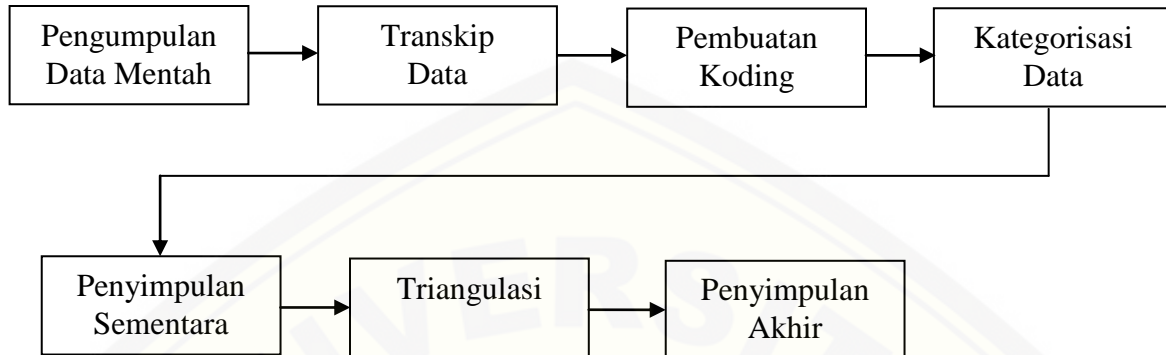 Pengumpulan
Data Mentah
Transkip
Data
Pembuatan
Koding
Kategorisasi
Data
Penyimpulan
Sementara
Triangulasi
Penyimpulan
Akhir